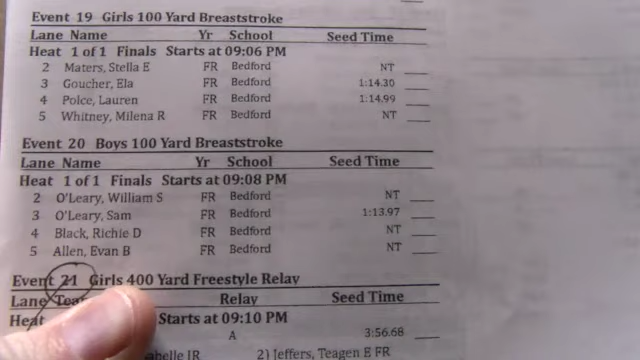 Event 19 Girls 100 Yard Breaststroke
Lane Name Yr School Seed Time
Heat 1 of 1 Finals Starts at 09:06 PM
2 Maters, Stella E FR Bedford NT
3 Goucher, Ela FR Bedford 1:14.30
4 Polce, Lauren FR Bedford 1:14.99
5 Whitney, Milena R FR Bedford NT
Event 20 Boys 100 Yard Breaststroke
Lane Name Yr School Seed Time
Heat 1 of 1 Finals Starts at 09:08 PM
2 O'Leary, William S FR Bedford NT
3 O'Leary, Sam FR Bedford 1:13.97
4 Black, Richie D FR Bedford NT
5 Allen, Evan B FR Bedford NT
Event 21 Girls 400 Yard Freestyle Relay
Lane Relay Seed Time
Heat Starts at 09:10 PM
A 3:56.68
2) Jeffers, Teagen E FR